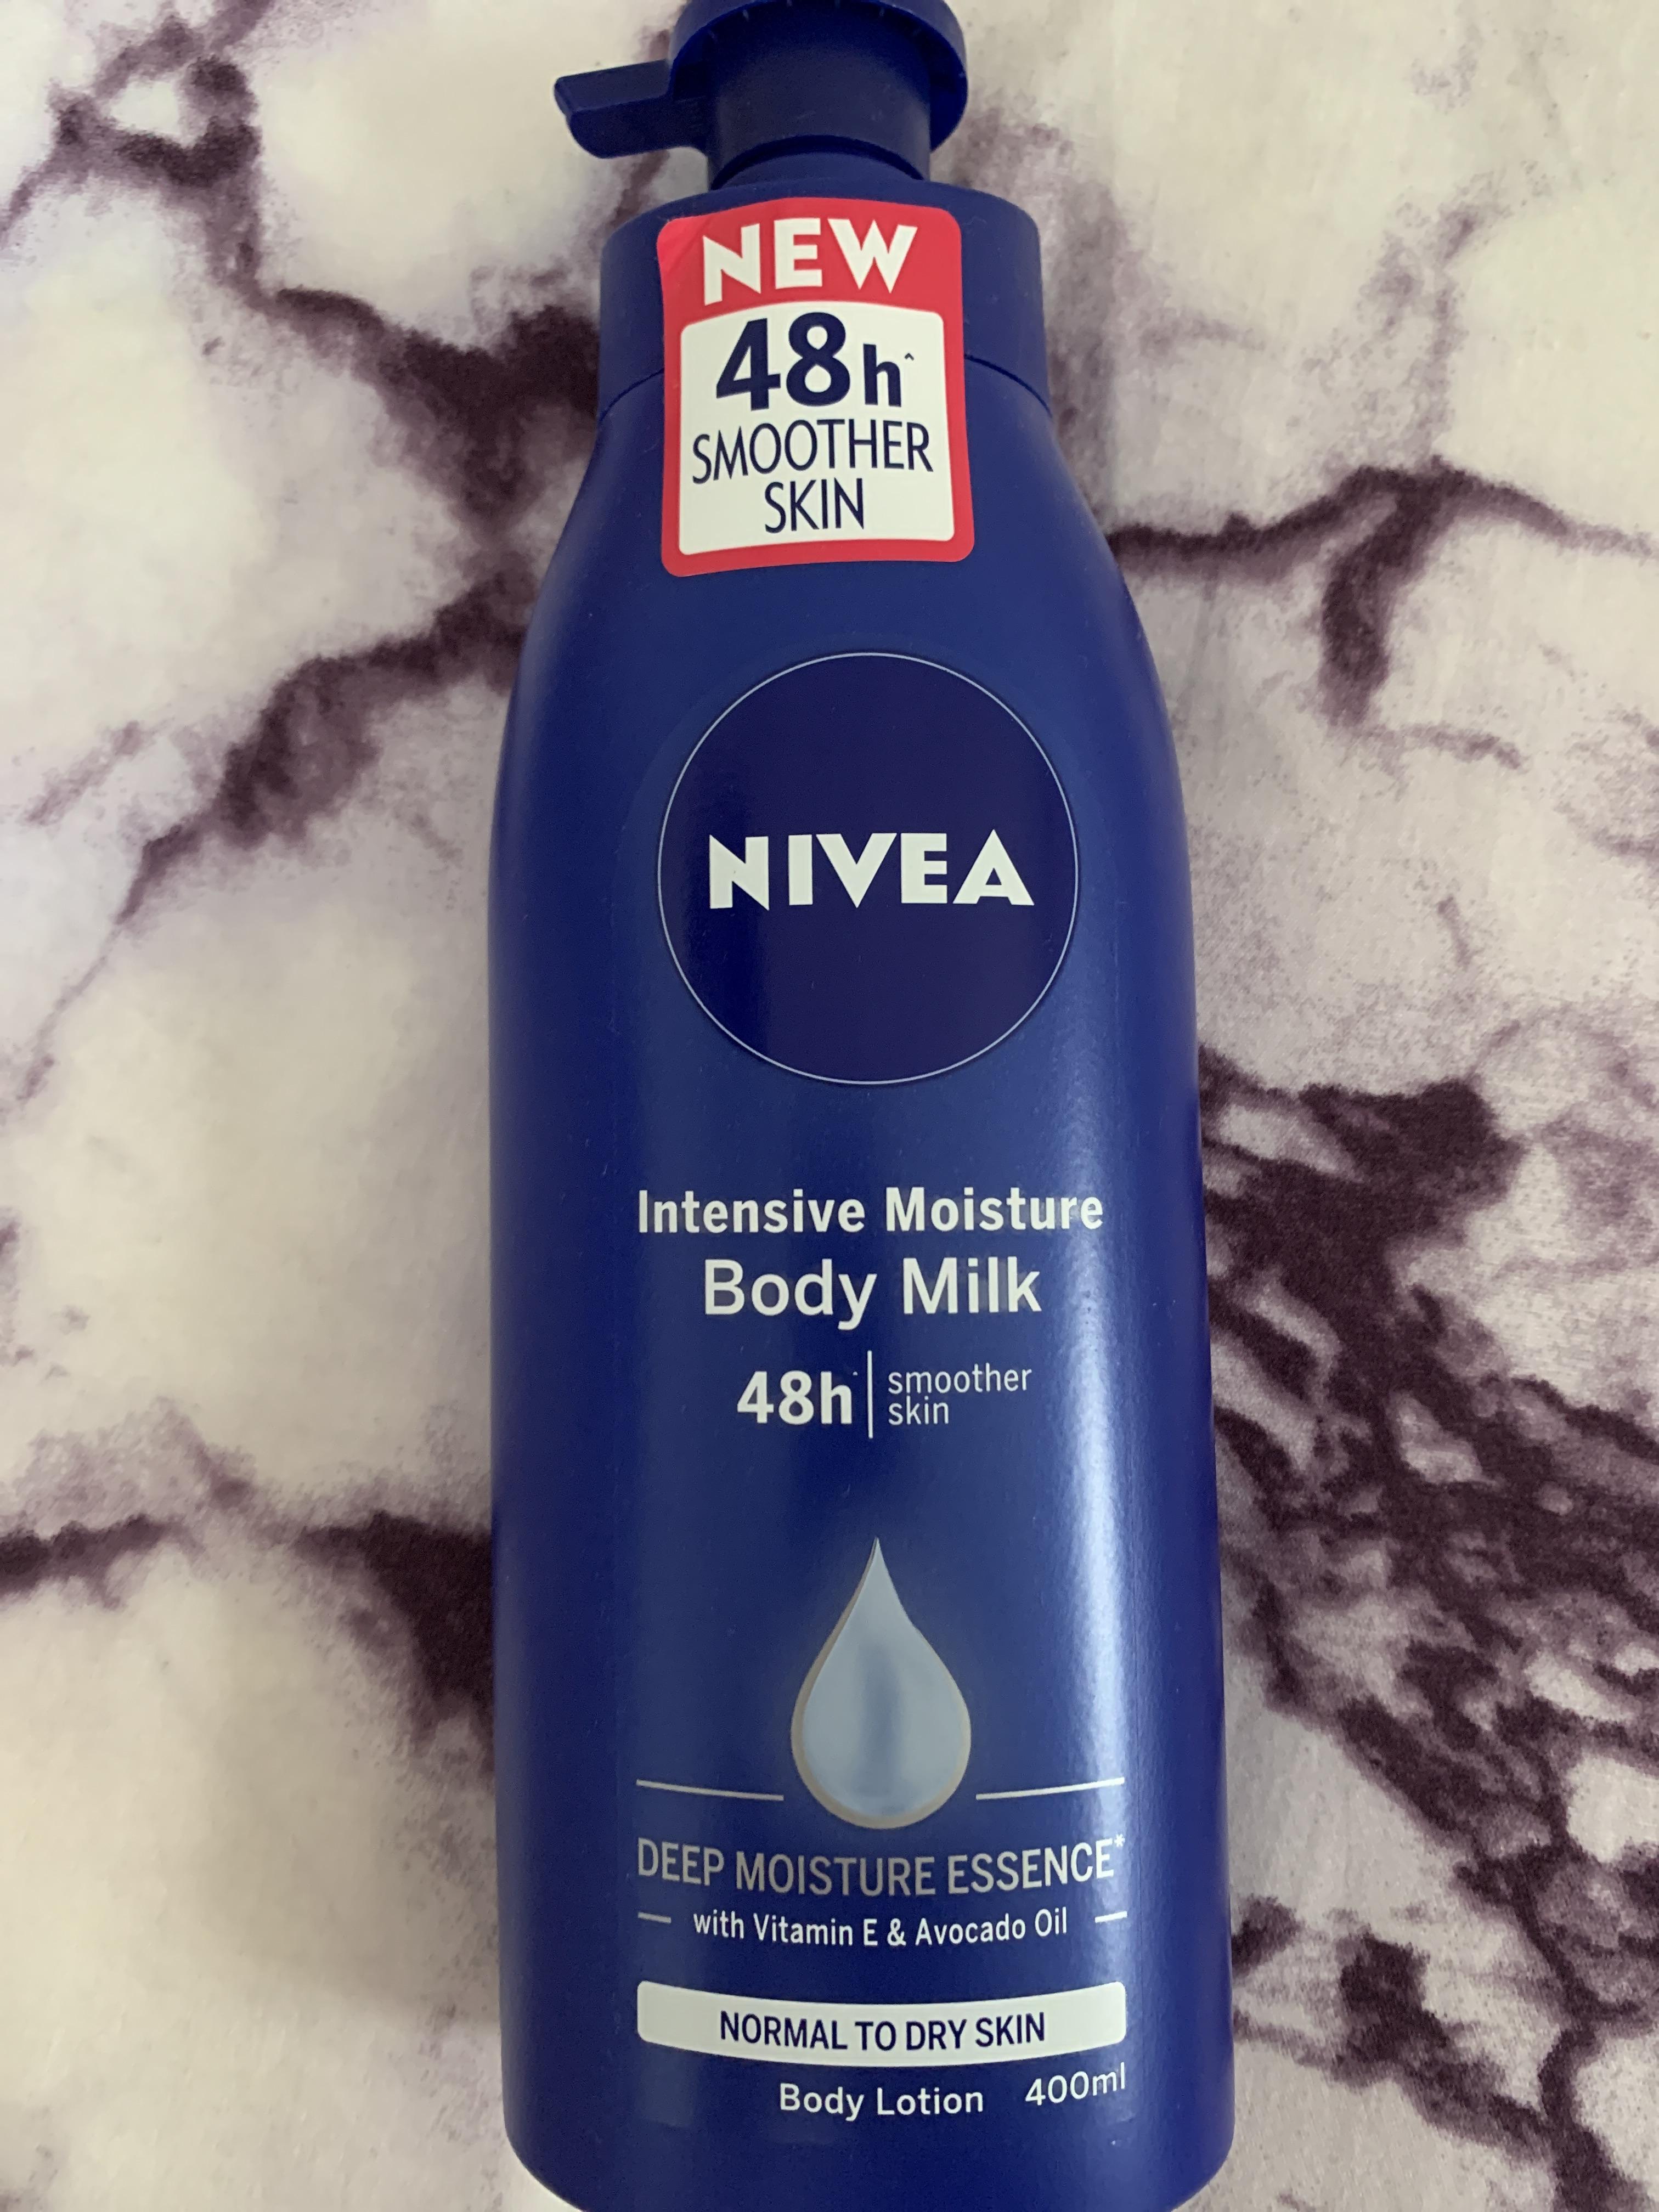 NEW
48h^
SMOOTHER
SKIN
NIVEA
Intensive Moisture
Body Milk
48h^ | smoother
skin
DEEP MOISTURE ESSENCE*
with Vitamin E & Avocado Oil
NORMAL TO DRY SKIN
Body Lotion 400ml